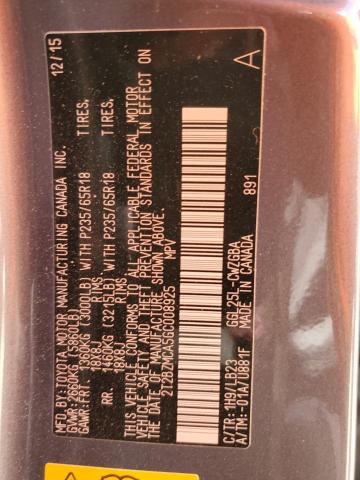 MFD. BY: TOYOTA MOTOR MANUFACTURING CANADA INC. 12/15
GVWR: 2660KG (5860LB)
GAWR: FRT. 1360KG (3000LB) WITH P235/65R18 TIRES,
18X8J RIMS
RR. 1460KG (3215LB) WITH P235/65R18 TIRES,
18X8J RIMS
THIS VEHICLE CONFORMS TO ALL APPLICABLE FEDERAL MOTOR
VEHICLE SAFETY AND THEFT PREVENTION STANDARDS IN EFFECT ON
THE DATE OF MANUFACTURE SHOWN ABOVE.
2T2BZMCA5GC008925 MPV
A
C/TR: 1H9/LB23 GGL25L-CWZGBA
A/TM: -01A/U881F MADE IN CANADA 891